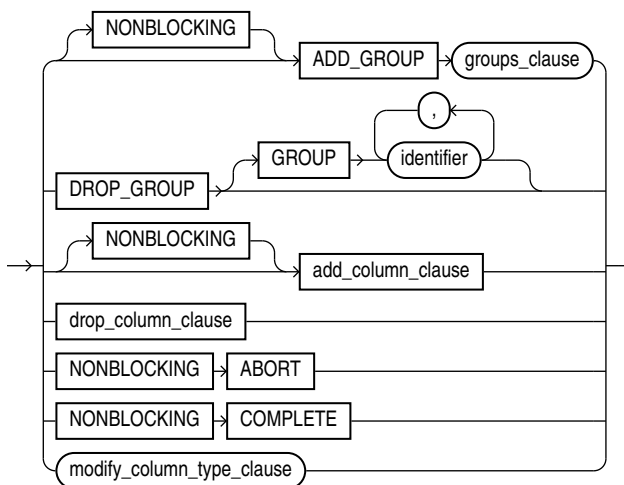 NONBLOCKING
ADD_GROUP groups_clause
,
GROUP identifier
DROP_GROUP
NONBLOCKING
add_column_clause
drop_column_clause
NONBLOCKING ABORT
NONBLOCKING COMPLETE
modify_column_type_clause